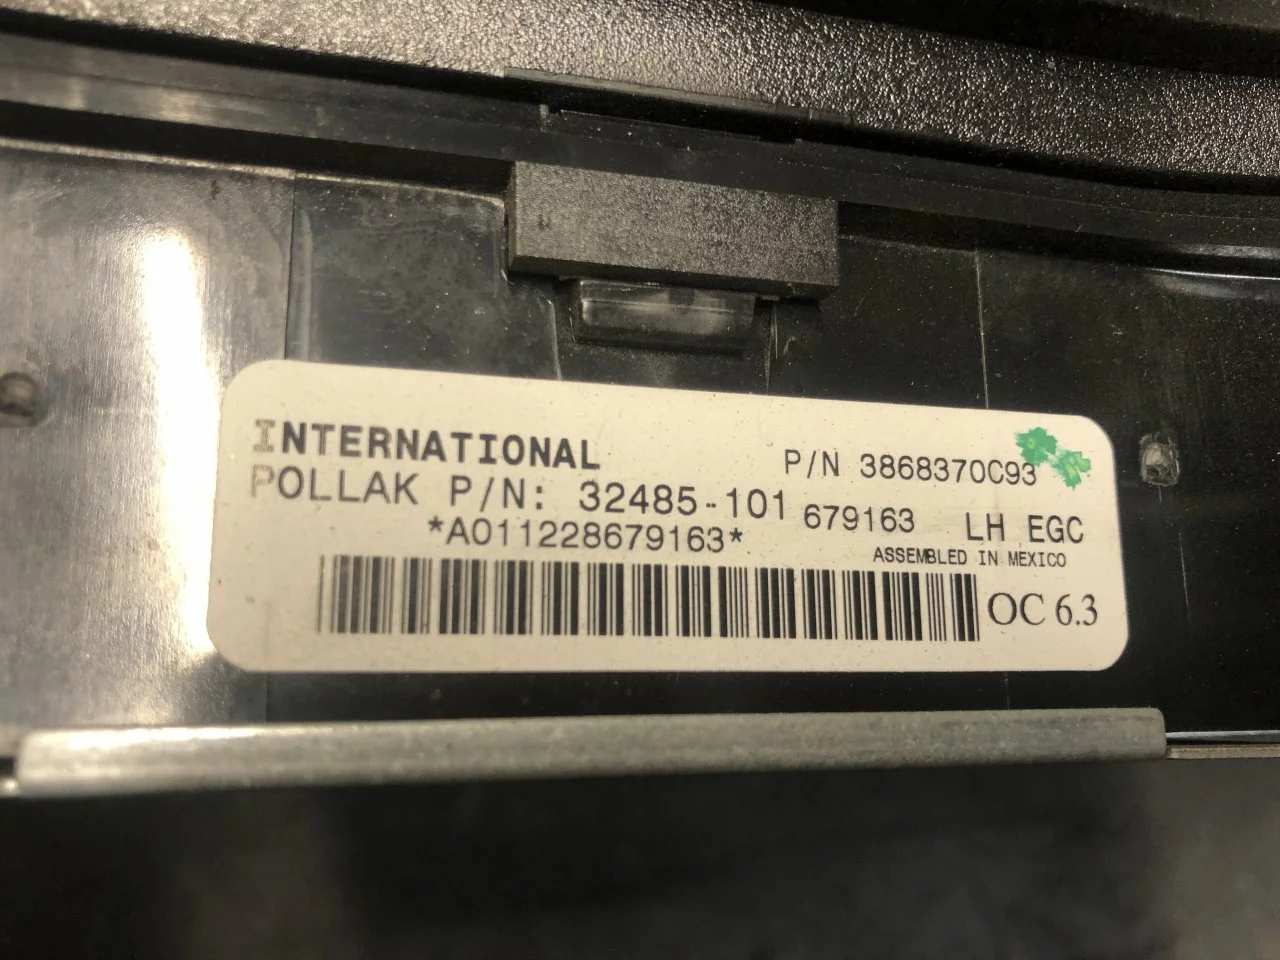 INTERNATIONAL P/N 3868370C93
POLLAK P/N: 32485-101 679163 LH EGC
*A011228679163* ASSEMBLED IN MEXICO
OC 6.3